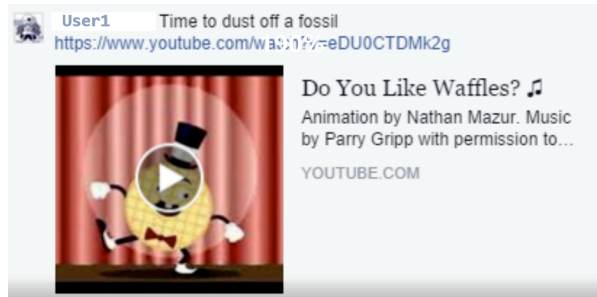 User1 Time to dust off a fossil
=eDU0CTDMk2g
Do You Like Waffles? ♫
Animation by Nathan Mazur. Music
by Parry Gripp with permission to...
YOUTUBE.COM